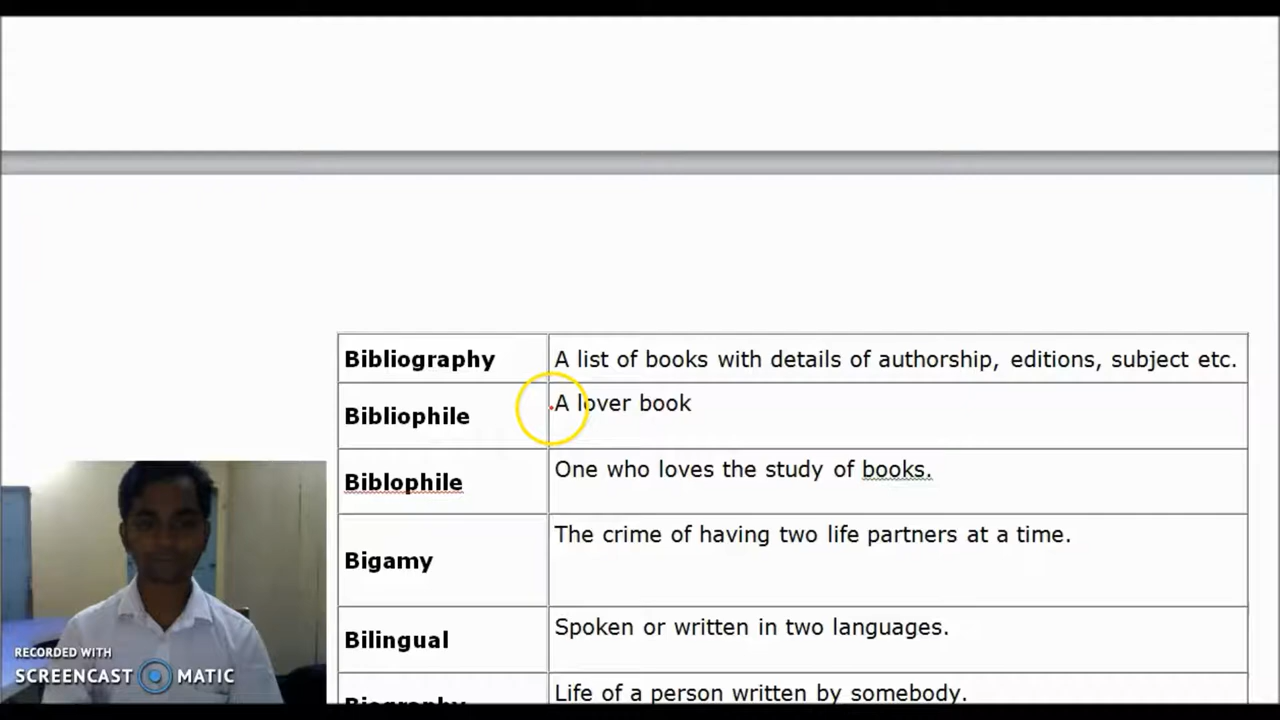 Bibliography A list of books with details of authorship, editions, subject etc.
Bibliophile A lover book
Biblophile One who loves the study of books.
Bigamy The crime of having two life partners at a time.
Bilingual Spoken or written in two languages.
Biography Life of a person written by somebody.
RECORDED WITH
SCREENCAST MATIC